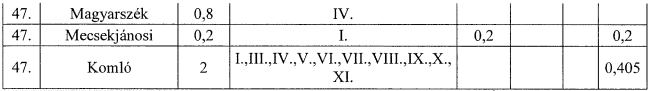 47. Magyarszék 0,8 IV.
47. Mecsekjánosi 0,2 I. 0,2 0,2
47. Komló 2 I.,III.,IV.,V.,VI.,VII.,VIII.,IX.,X., XI. 0,405